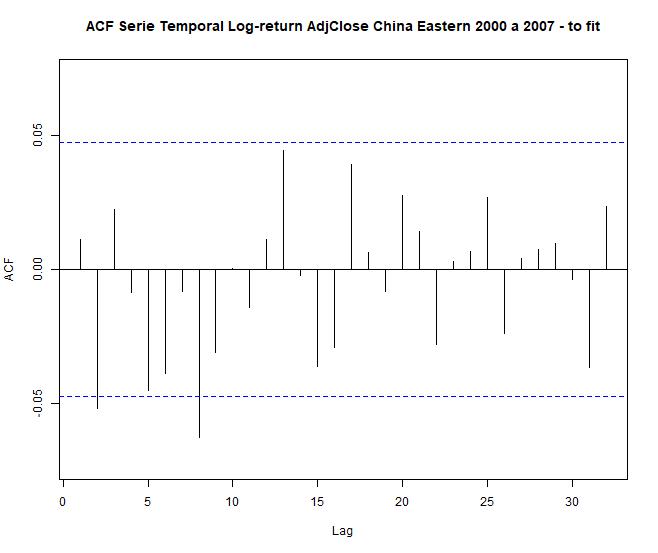 ACF Serie Temporal Log-return AdjClose China Eastern 2000 a 2007 - to fit
ACF
0.05
0.00
-0.05
0 5 10 15 20 25 30
Lag